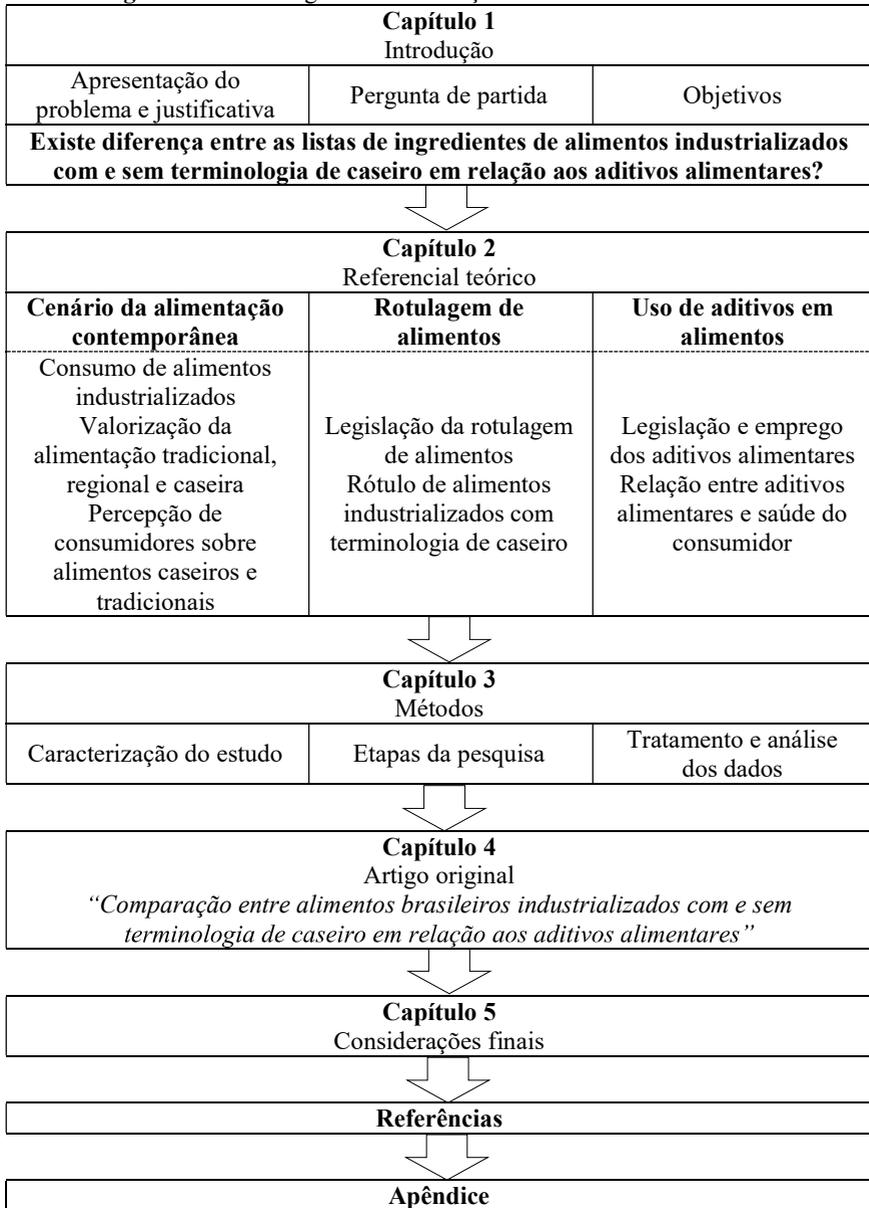 Capítulo 1
Introdução
Apresentação do
problema e justificativa
Pergunta de partida
Objetivos
Existe diferença entre as listas de ingredientes de alimentos industrializados
com e sem terminologia de caseiro em relação aos aditivos alimentares?
Capítulo 2
Referencial teórico
Cenário da alimentação
contemporânea
Rotulagem de
alimentos
Uso de aditivos em
alimentos
Consumo de alimentos
industrializados
Valorização da
alimentação tradicional,
regional e caseira
Percepção de
consumidores sobre
alimentos caseiros e
tradicionais
Legislação da rotulagem
de alimentos
Rótulo de alimentos
industrializados com
terminologia de caseiro
Legislação e emprego
dos aditivos alimentares
Relação entre aditivos
alimentares e saúde do
consumidor
Capítulo 3
Métodos
Caracterização do estudo
Etapas da pesquisa
Tratamento e análise
dos dados
Capítulo 4
Artigo original
“Comparação entre alimentos brasileiros industrializados com e sem
terminologia de caseiro em relação aos aditivos alimentares”
Capítulo 5
Considerações finais
Referências
Apêndice